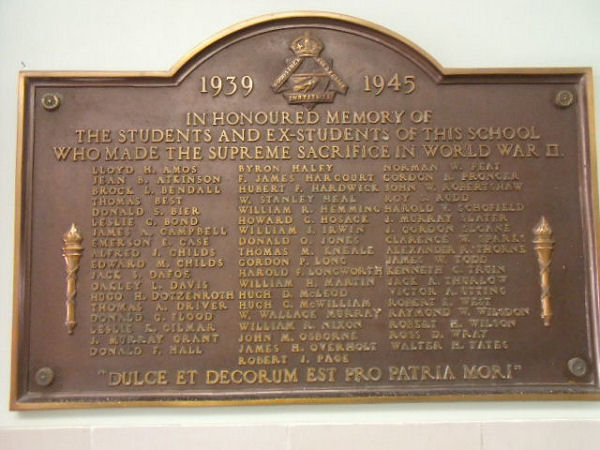 1939 1945
IN HONOURED MEMORY OF
THE STUDENTS AND EX-STUDENTS OF THIS SCHOOL
WHO MADE THE SUPREME SACRIFICE IN WORLD WAR II.
LLOYD H. AMOS
JEAN B. ATKINSON
BROCK L. BENDALL
THOMAS BEST
DONALD S. BIER
LESLIE G. BOND
JAMES A. CAMPBELL
EMERSON E. CASE
ALFRED J. CHILDS
EDWARD M. CHILDS
JACK S. DAFOE
OAKLEY L. DAVIS
HUGO H. DOTZENROTH
THOMAS A. DRIVER
DONALD G. FLOOD
LESLIE E. GILMAR
J. MURRAY GRANT
DONALD F. HALL
BYRON HALEY
F. JAMES HARCOURT
HUBERT F. HARDWICK
W. STANLEY HEAL
WILLIAM R. HEMMING
HOWARD G. HOSACK
WILLIAM J. IRWIN
DONALD O. JONES
THOMAS M. KNEALE
GORDON P. LONG
HAROLD F. LONGWORTH
WILLIAM H. MARTIN
HUGH D. McLEOD
HUGH C. McWILLIAM
W. WALLACE MURRAY
WILLIAM R. NIXON
JOHN M. OSBORNE
JAMES H. OVERHOLT
ROBERT J. PAGE
NORMAN W. PEAT
GORDON R. PRONGER
JOHN W. ROBERTSHAW
ROY S. RUDD
HAROLD W. SCHOFIELD
J. MURRAY SLATER
J. GORDON SLOANE
CLARENCE W. SPARKS
ALEXANDER R. THORNE
JAMES W. TODD
KENNETH C. TRUIN
JACK R. THURLOW
VICTOR A. UTTING
ROBERT E. WEST
RAYMOND W. WILSDON
ROBERT H. WILSON
ROSS D. WRAY
WALTER H. YATES
"DULCE ET DECORUM EST PRO PATRIA MORI"